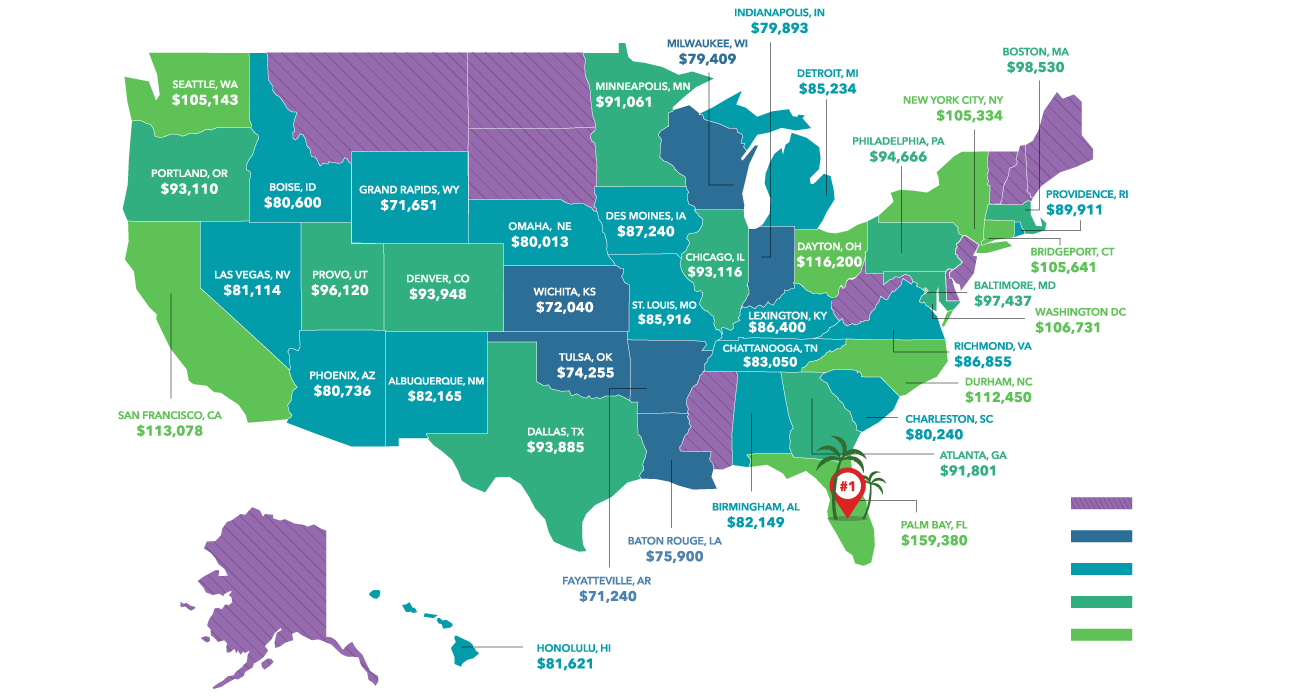 INDIANAPOLIS, IN
$79,893
MILWAUKEE, WI
$79,409
BOSTON, MA
$98,530
DETROIT, MI
$85,234
SEATTLE, WA
$105,143
MINNEAPOLIS, MN
$91,061
NEW YORK CITY, NY
$105,334
PHILADELPHIA, PA
$94,666
PORTLAND, OR
$93,110
BOISE, ID
$80,600
GRAND RAPIDS, WY
$71,651
PROVIDENCE, RI
$89,911
DES MOINES, IA
$87,240
OMAHA, NE
$80,013
DAYTON, OH
$116,200
CHICAGO, IL
$93,116
BRIDGEPORT, CT
$105,641
LAS VEGAS, NV
$81,114
PROVO, UT
$96,120
DENVER, CO
$93,948
WICHITA, KS
$72,040
ST. LOUIS, MO
$85,916
BALTIMORE, MD
$97,437
LEXINGTON, KY
$86,400
WASHINGTON DC
$106,731
CHATTANOOGA, TN
$83,050
RICHMOND, VA
$86,855
TULSA, OK
$74,255
PHOENIX, AZ
$80,736
ALBUQUERQUE, NM
$82,165
DURHAM, NC
$112,450
SAN FRANCISCO, CA
$113,078
CHARLESTON, SC
$80,240
DALLAS, TX
$93,885
ATLANTA, GA
$91,801
#1
BIRMINGHAM, AL
$82,149
PALM BAY, FL
$159,380
BATON ROUGE, LA
$75,900
FAYATTEVILLE, AR
$71,240
HONOLULU, HI
$81,621